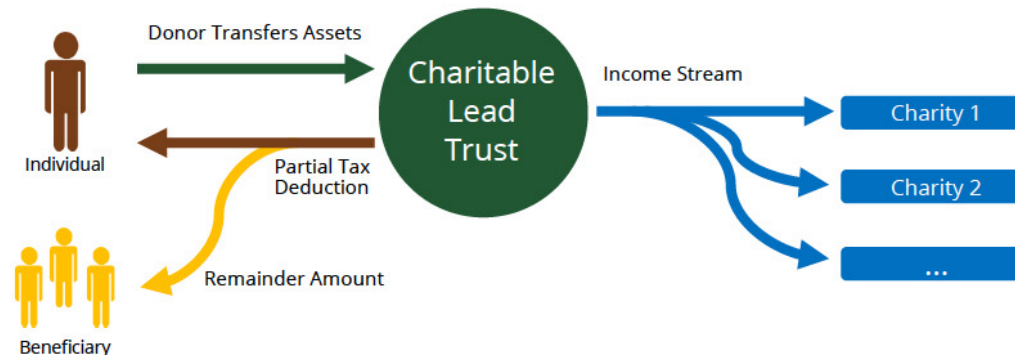 Donor Transfers Assets
Charitable
Lead
Trust
Income Stream
Charity 1
Individual
Partial Tax
Deduction
Charity 2
Remainder Amount
...
Beneficiary